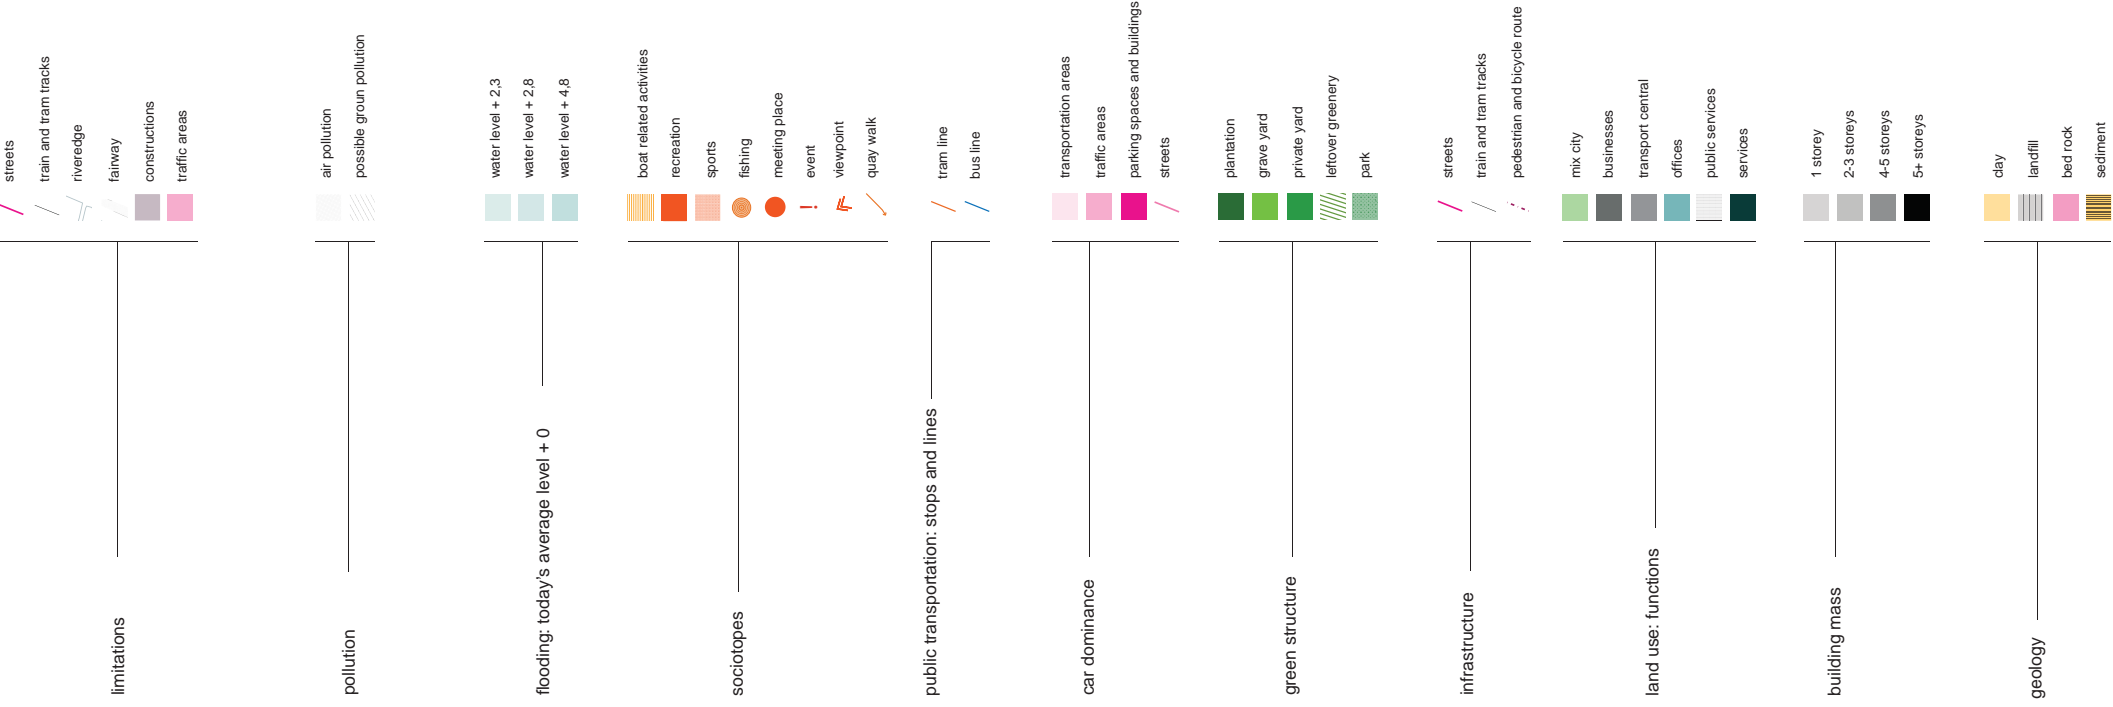 streets
train and tram tracks
riveredge
fairway
constructions
traffic areas
limitations
air pollution
possible groun pollution
pollution
water level + 2,3
water level + 2,8
water level + 4,8
flooding: today's average level + 0
boat related activities
recreation
sports
fishing
meeting place
event
viewpoint
quay walk
sociotopes
tram line
bus line
public transportation: stops and lines
transportation areas
traffic areas
parking spaces and buildings
streets
car dominance
plantation
grave yard
private yard
leftover greenery
park
green structure
streets
train and tram tracks
pedestrian and bicycle route
infrastructure
mix city
businesses
transport central
offices
public services
services
land use: functions
1 storey
2-3 storeys
4-5 storeys
5+ storeys
building mass
clay
landfill
bed rock
sediment
geology